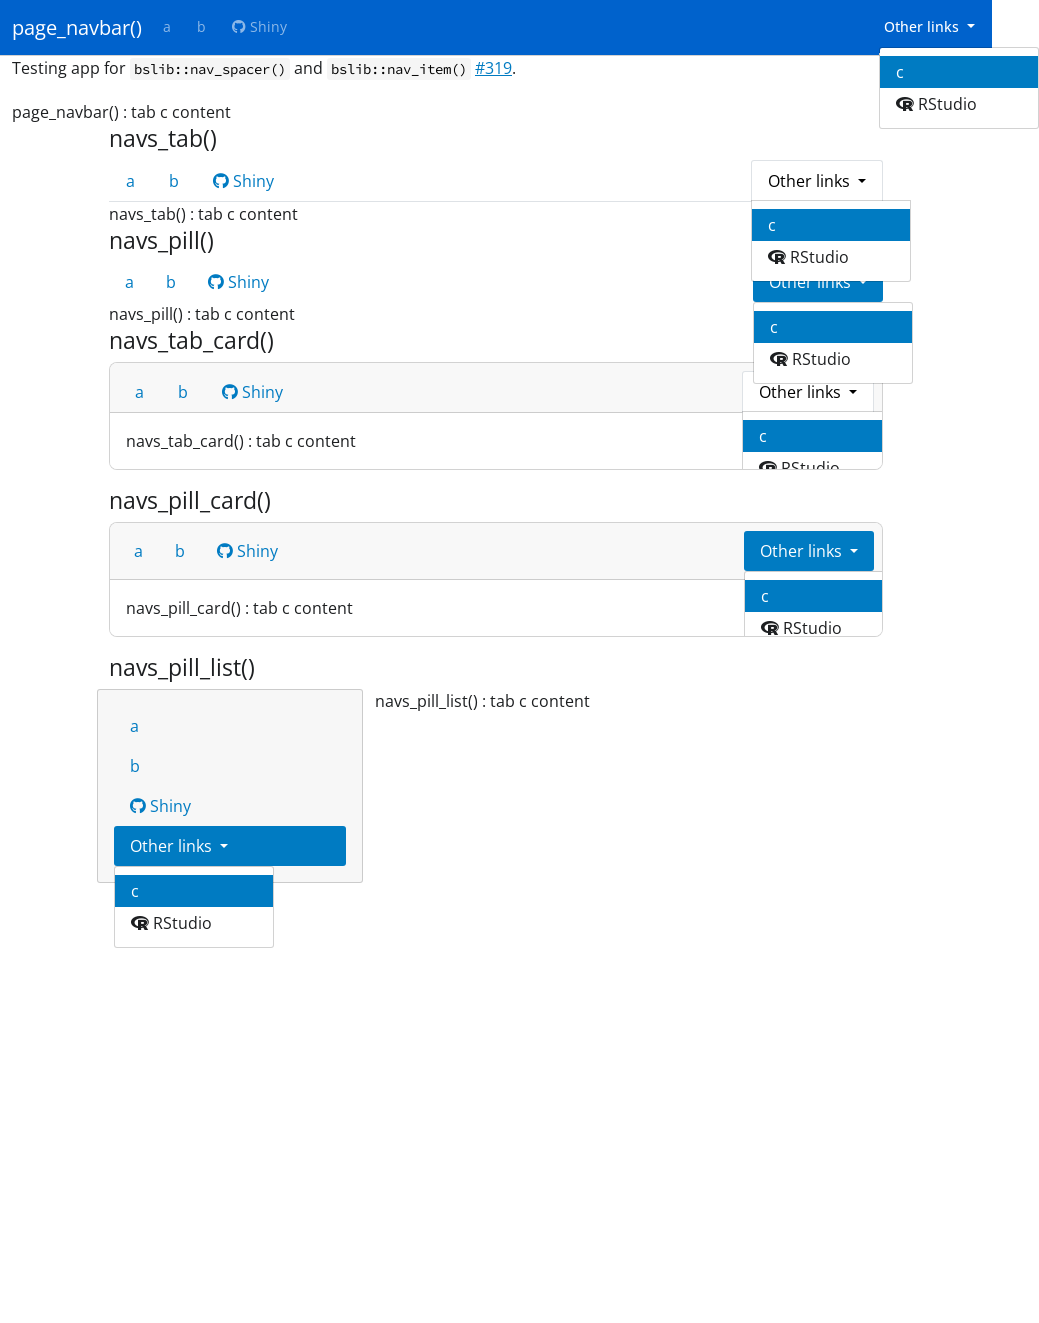 page_navbar() a b Shiny Other links
Testing app for bslib::nav_spacer() and bslib::nav_item() #319.
c
RStudio
page_navbar() : tab c content
navs_tab()
a b Shiny Other links
navs_tab() : tab c content
c
navs_pill()
RStudio
a b Shiny Other links
navs_pill() : tab c content
c
navs_tab_card()
RStudio
a b Shiny Other links
navs_tab_card() : tab c content
c
RStudio
navs_pill_card()
a b Shiny Other links
navs_pill_card() : tab c content
c
RStudio
navs_pill_list()
a
b
Shiny
Other links
c
RStudio
navs_pill_list() : tab c content